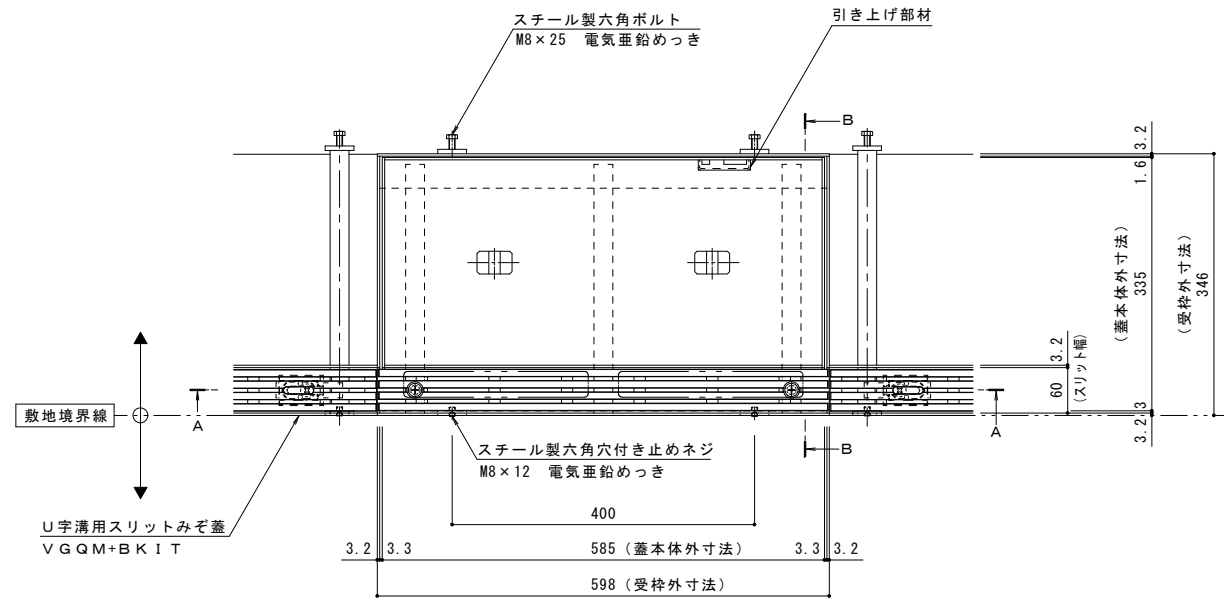 スチール製六角ボルト
M8×25 電気亜鉛めっき
引き上げ部材
B
3.2
1.6
(蓋本体外寸法)
335
(受枠外寸法)
346
3.2
60
(スリット幅)
3
3.2
敷地境界線
A
A
B
スチール製六角穴付き止めネジ
M8×12 電気亜鉛めっき
U字溝用スリットみぞ蓋
VGQM+BKIT
400
3.2
3.3
585(蓋本体外寸法)
3.3
3.2
598(受枠外寸法)